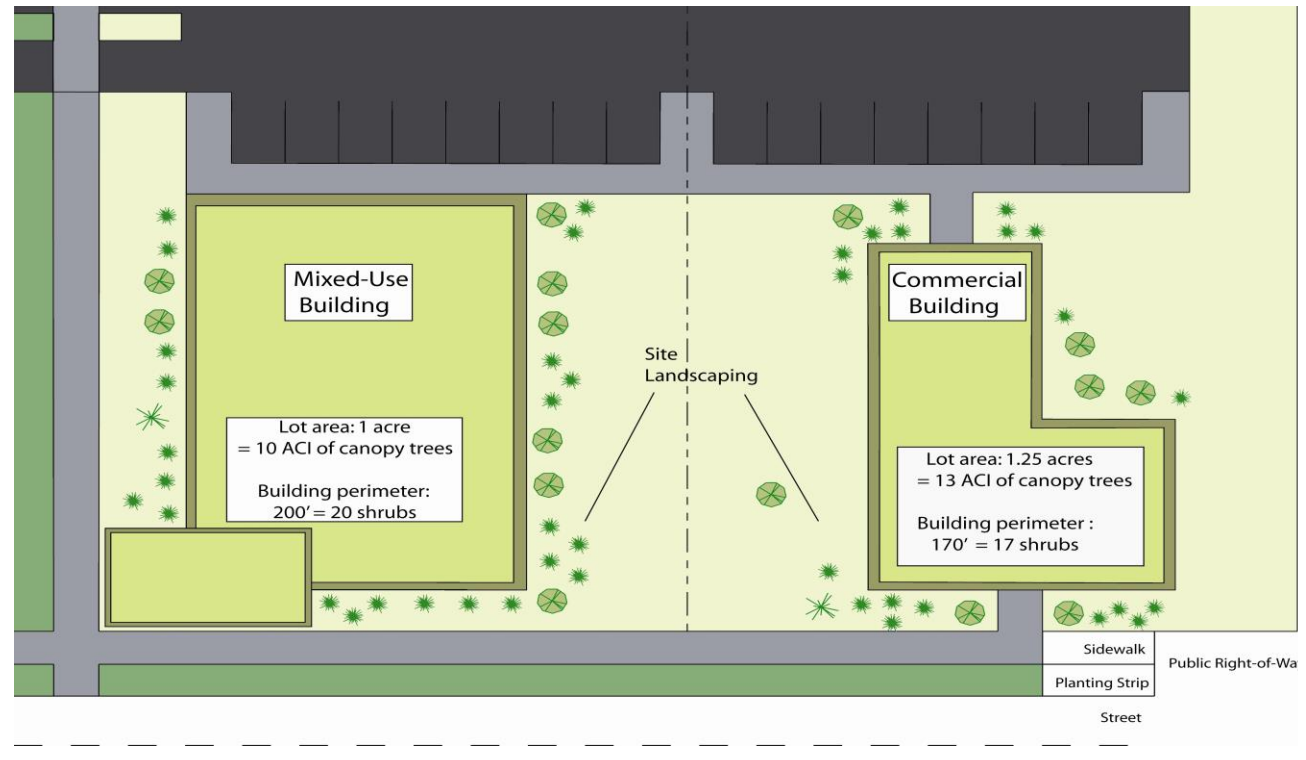 Mixed-Use
Building
Lot area: 1 acre
= 10 ACI of canopy trees
Building perimeter:
200' = 20 shrubs
Site
Landscaping
Commercial
Building
Lot area: 1.25 acres
= 13 ACI of canopy trees
Building perimeter :
170' = 17 shrubs
Sidewalk
Planting Strip
Public Right-of-Wa
Street